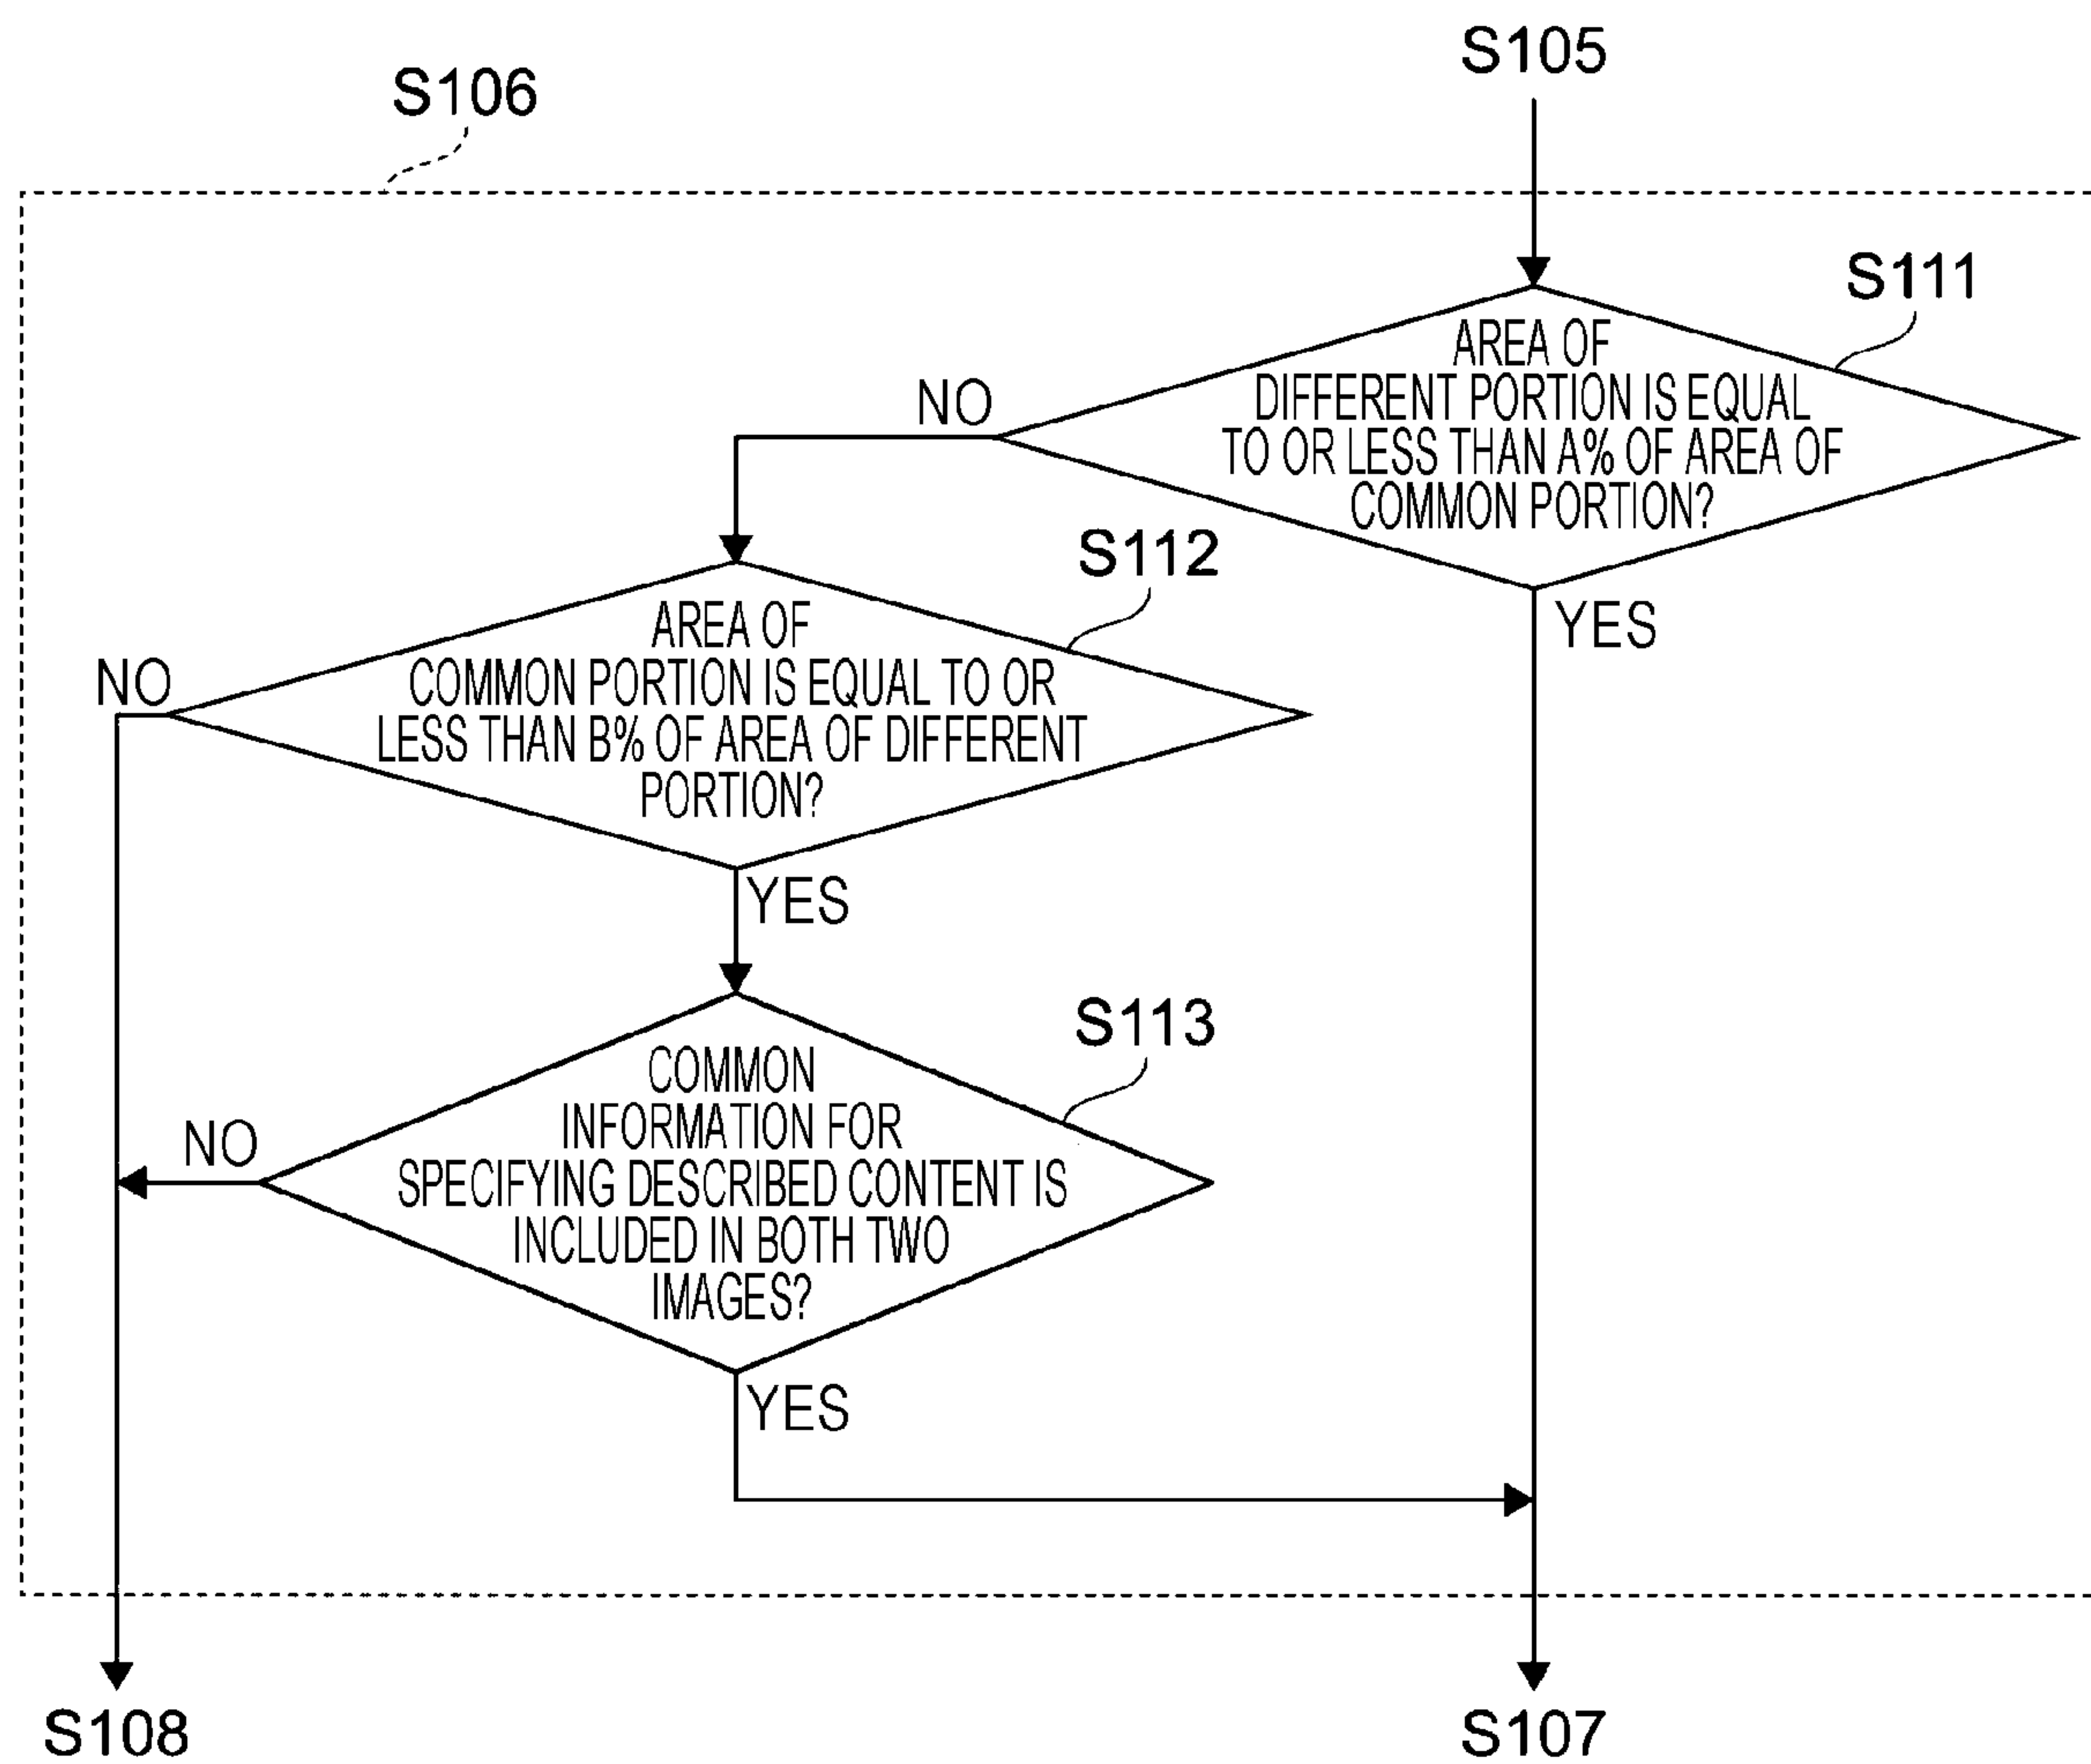 S105
S106
S111
AREA OF
DIFFERENT PORTION IS EQUAL
TO OR LESS THAN A% OF AREA OF
COMMON PORTION?
NO
YES
S112
AREA OF
COMMON PORTION IS EQUAL TO OR
LESS THAN B% OF AREA OF DIFFERENT
PORTION?
NO
YES
S113
COMMON
INFORMATION FOR
SPECIFYING DESCRIBED CONTENT IS
INCLUDED IN BOTH TWO
IMAGES?
NO
YES
S108
S107